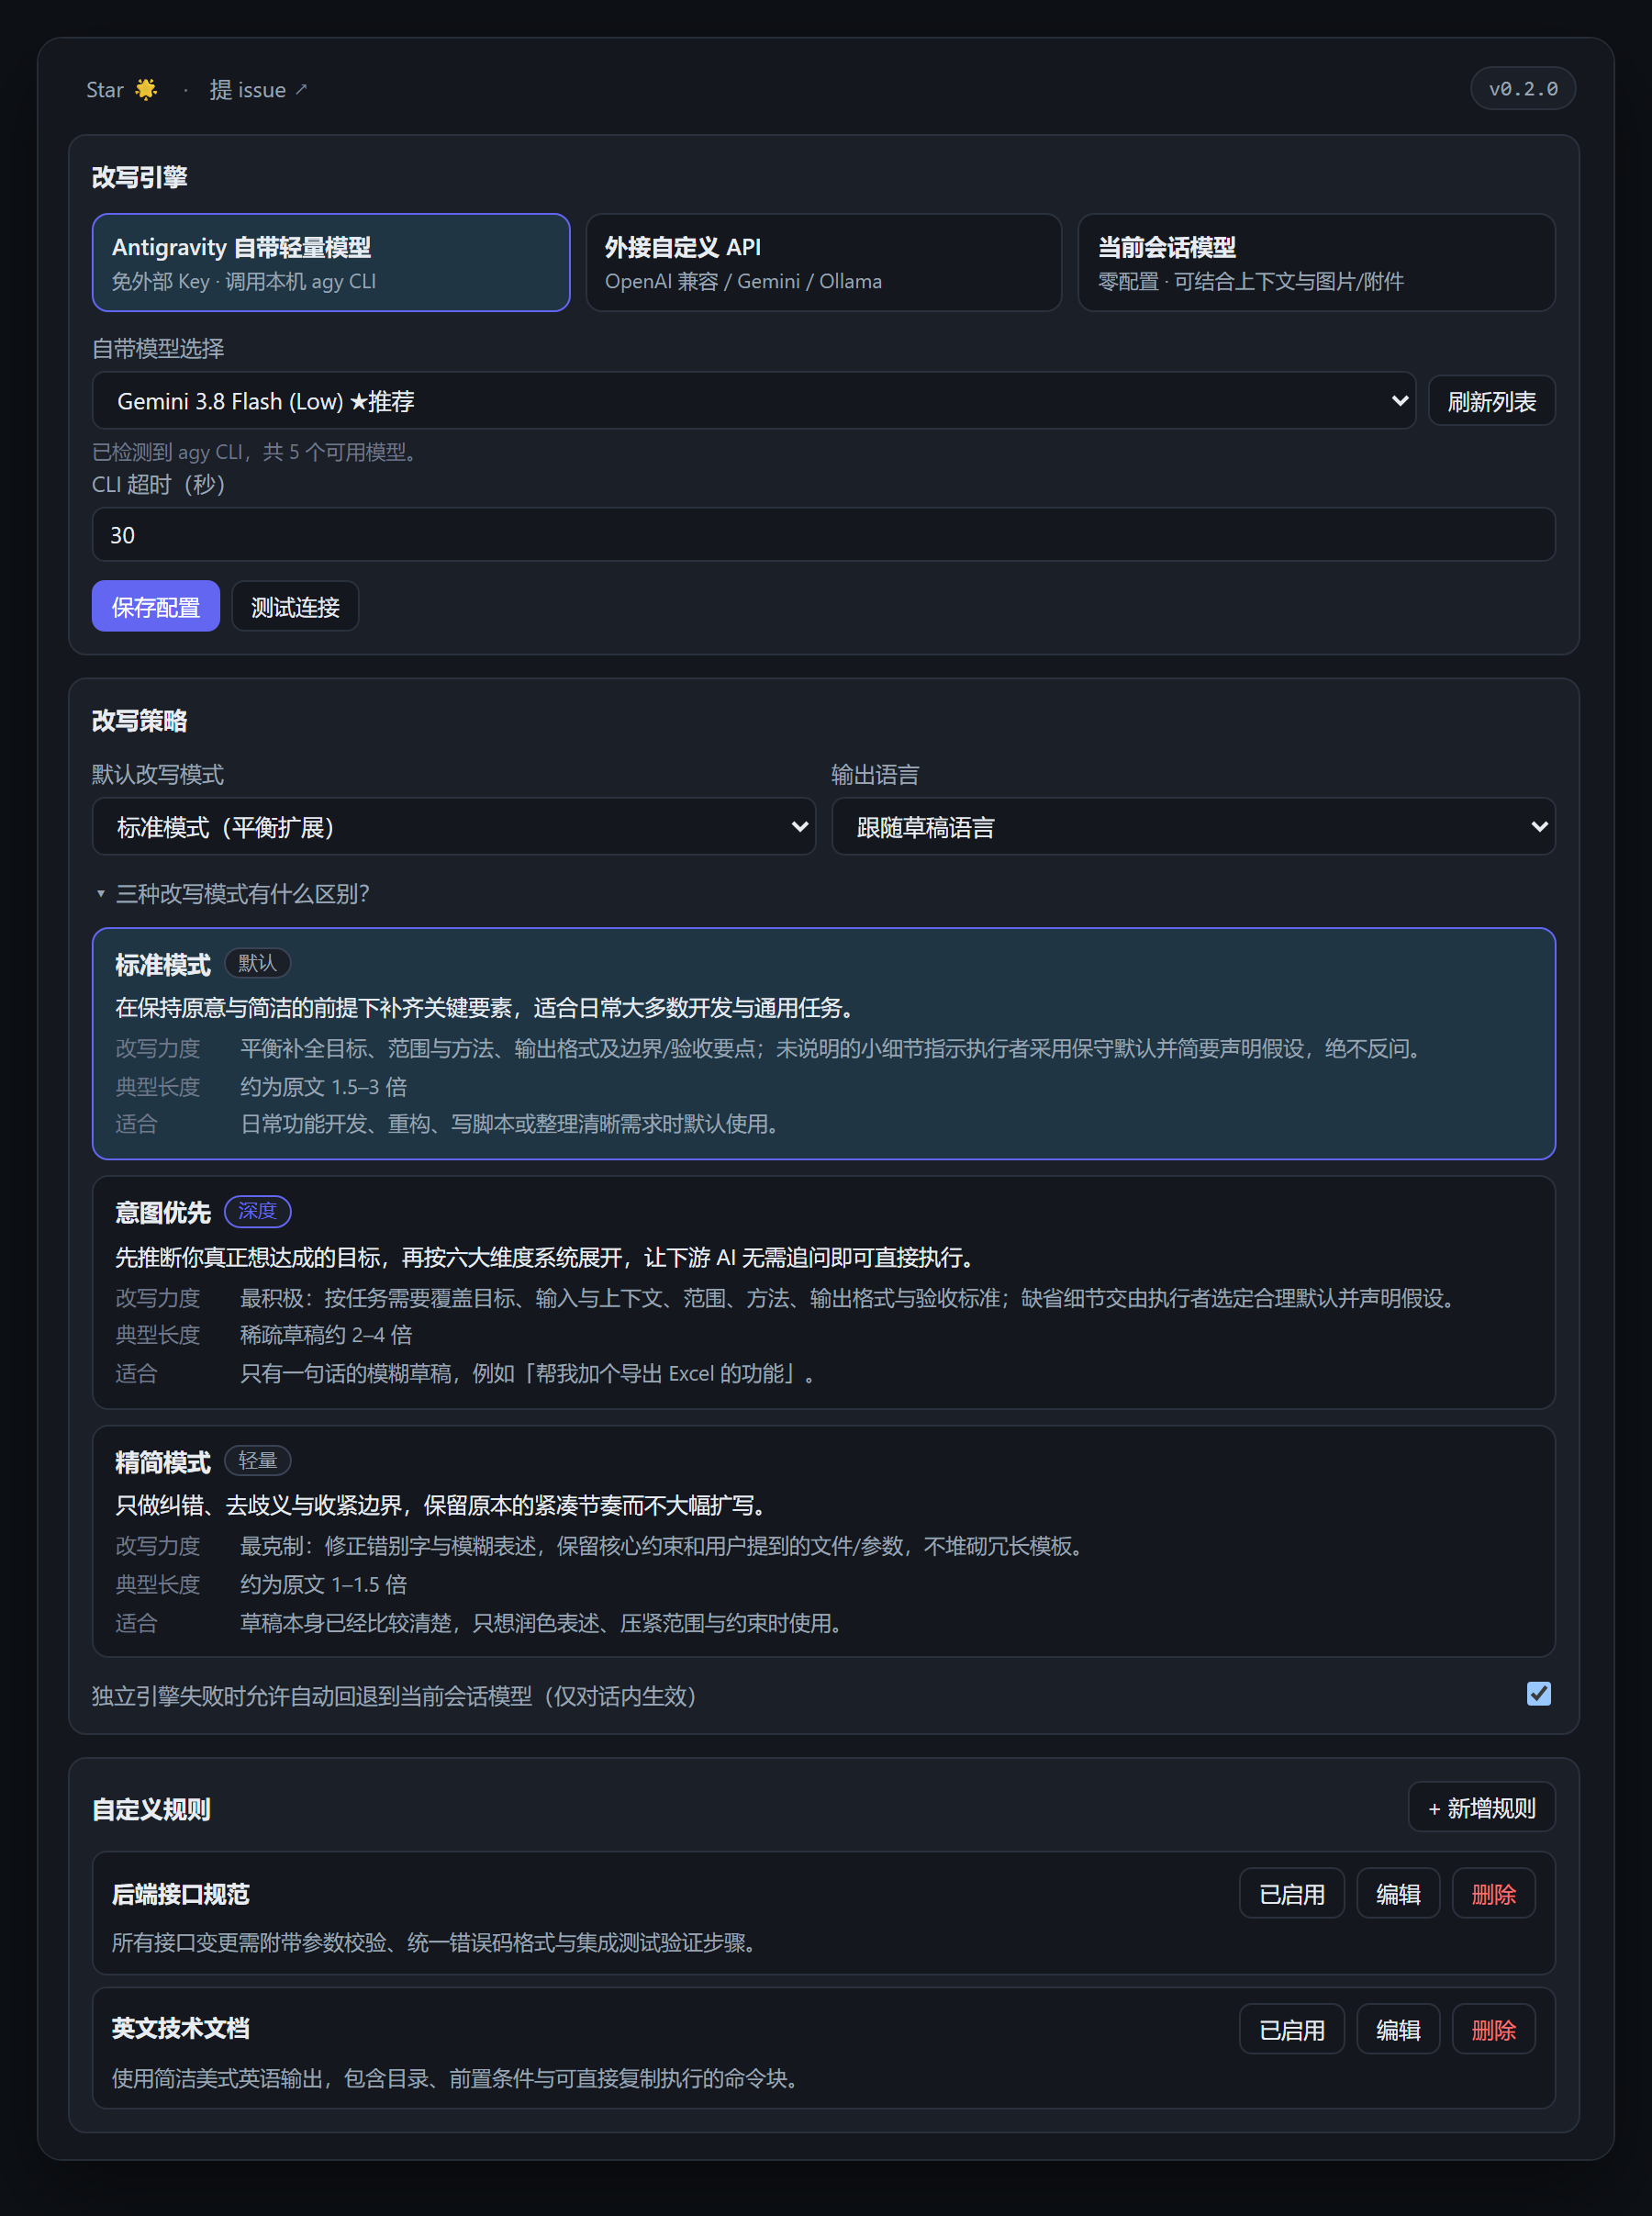 Star 🌟 · 提 issue ↗
v0.2.0
改写引擎
Antigravity 自带轻量模型
免外部 Key · 调用本机 agy CLI
外接自定义 API
OpenAI 兼容 / Gemini / Ollama
当前会话模型
零配置 · 可结合上下文与图片/附件
自带模型选择
Gemini 3.8 Flash (Low) ★推荐
刷新列表
已检测到 agy CLI，共 5 个可用模型。
CLI 超时（秒）
30
保存配置
测试连接
改写策略
默认改写模式
输出语言
标准模式（平衡扩展）
跟随草稿语言
▾ 三种改写模式有什么区别？
标准模式 默认
在保持原意与简洁的前提下补齐关键要素，适合日常大多数开发与通用任务。
改写力度 平衡补全目标、范围与方法、输出格式及边界/验收要点；未说明的小细节指示执行者采用保守默认并简要声明假设，绝不反问。
典型长度 约为原文 1.5–3 倍
适合 日常功能开发、重构、写脚本或整理清晰需求时默认使用。
意图优先 深度
先推断你真正想达成的目标，再按六大维度系统展开，让下游 AI 无需追问即可直接执行。
改写力度 最积极：按任务需要覆盖目标、输入与上下文、范围、方法、输出格式与验收标准；缺省细节交由执行者选定合理默认并声明假设。
典型长度 稀疏草稿约 2–4 倍
适合 只有一句话的模糊草稿，例如「帮我加个导出 Excel 的功能」。
精简模式 轻量
只做纠错、去歧义与收紧边界，保留原本的紧凑节奏而不大幅扩写。
改写力度 最克制：修正错别字与模糊表述，保留核心约束和用户提到的文件/参数，不堆砌冗长模板。
典型长度 约为原文 1–1.5 倍
适合 草稿本身已经比较清楚，只想润色表述、压紧范围与约束时使用。
独立引擎失败时允许自动回退到当前会话模型（仅对话内生效）
自定义规则
+ 新增规则
后端接口规范
已启用 编辑 删除
所有接口变更需附带参数校验、统一错误码格式与集成测试验证步骤。
英文技术文档
已启用 编辑 删除
使用简洁美式英语输出，包含目录、前置条件与可直接复制执行的命令块。